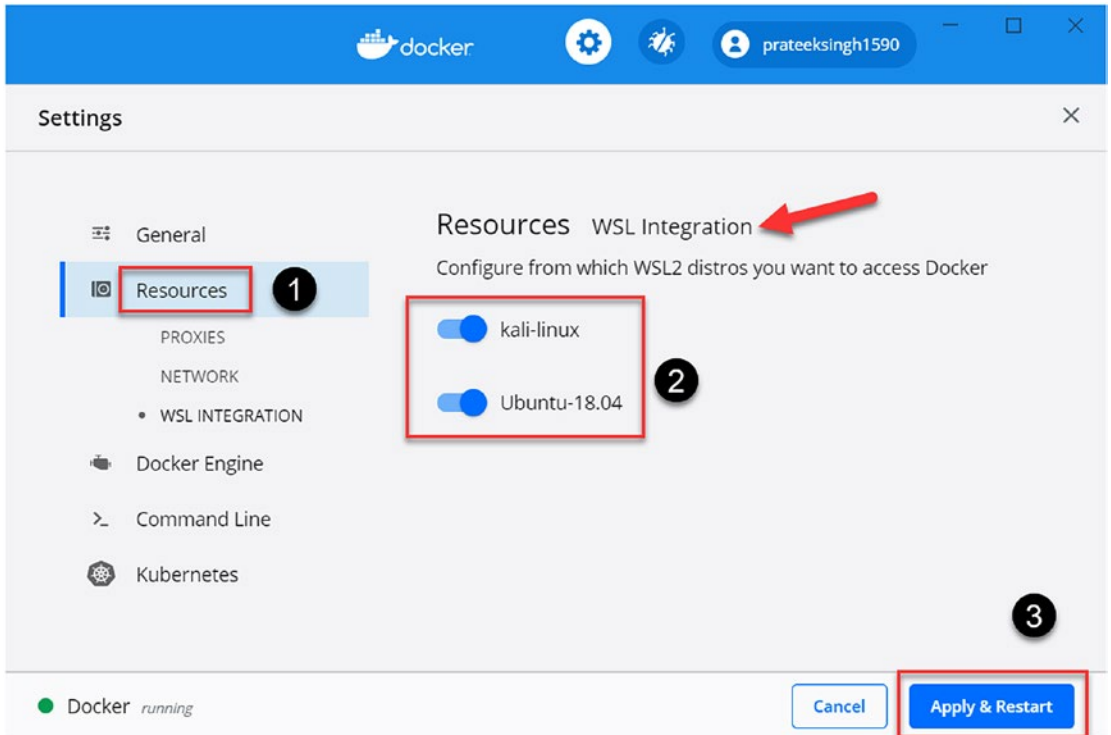 docker
prateeksingh1590
Settings
General
Resources
1
PROXIES
NETWORK
WSL INTEGRATION
Docker Engine
Command Line
Kubernetes
Resources WSL Integration
Configure from which WSL2 distros you want to access Docker
kali-linux
Ubuntu-18.04
2
3
Docker running
Cancel
Apply & Restart